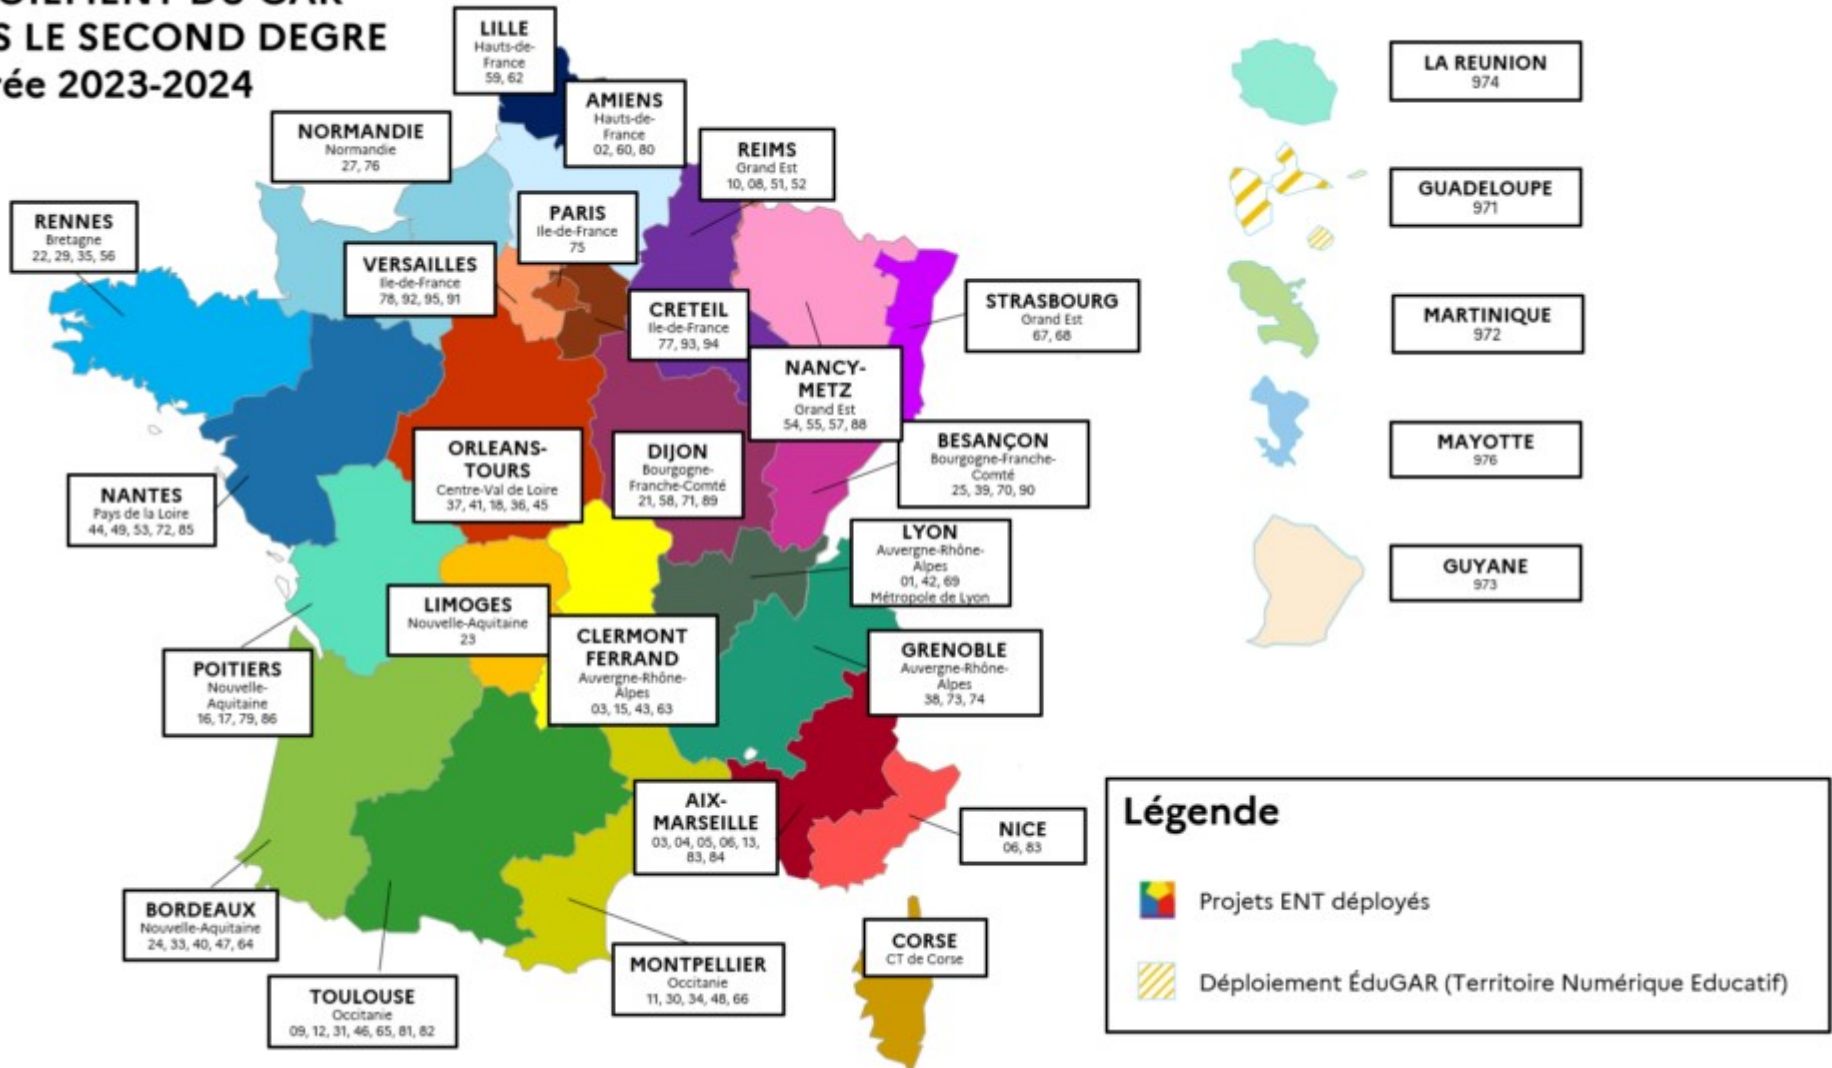 DU GAR
LE SECOND DEGRE
2023-2024
LILLE
Hauts-de-
France
59, 62
AMIENS
Hauts-de-
France
02, 60, 80
NORMANDIE
Normandie
27, 76
REIMS
Grand Est
10, 08, 51, 52
PARIS
Ile-de-France
75
RENNES
Bretagne
22, 29, 35, 56
VERSAILLES
Ile-de-France
78, 92, 95, 91
CRETEIL
Ile-de-France
77, 93, 94
STRASBOURG
Grand Est
67, 68
NANCY-
METZ
Grand Est
54, 55, 57, 88
ORLEANS-
TOURS
Centre-Val de Loire
37, 41, 18, 36, 45
DIJON
Bourgogne-
Franche-Comté
21, 58, 71, 89
BESANÇON
Bourgogne-Franche-
Comté
25, 39, 70, 90
NANTES
Pays de la Loire
44, 49, 53, 72, 85
LYON
Auvergne-Rhône-
Alpes
01, 42, 69
Métropole de Lyon
LIMOGES
Nouvelle-Aquitaine
23
CLERMONT
FERRAND
Auvergne-Rhône-
Alpes
03, 15, 43, 63
GRENOBLE
Auvergne-Rhône-
Alpes
38, 73, 74
POITIERS
Nouvelle-
Aquitaine
16, 17, 79, 86
AIX-
MARSEILLE
03, 04, 05, 06, 13,
83, 84
NICE
06, 83
BORDEAUX
Nouvelle-Aquitaine
24, 33, 40, 47, 64
MONTPELLIER
Occitanie
11, 30, 34, 48, 66
CORSE
CT de Corse
TOULOUSE
Occitanie
09, 12, 31, 46, 65, 81, 82
LA REUNION
974
GUADELOUPE
971
MARTINIQUE
972
MAYOTTE
976
GUYANE
973
Légende
Projets ENT déployés
Déploiement ÉduGAR (Territoire Numérique Educatif)